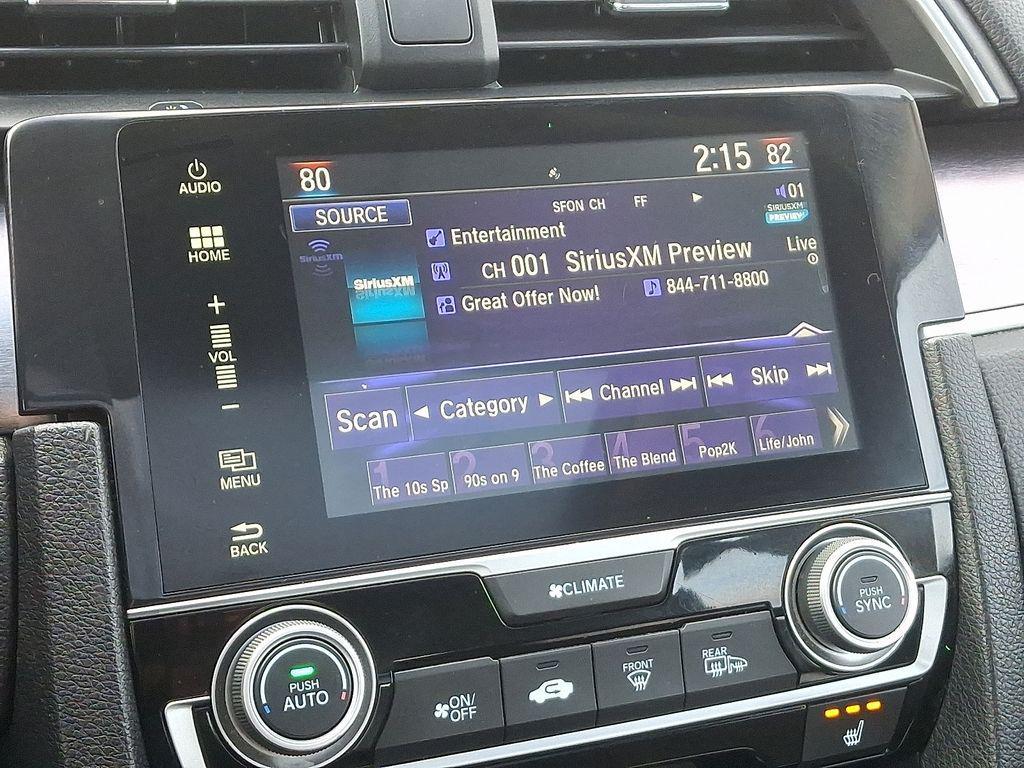 AUDIO
HOME
+
VOL
−
MENU
BACK
80
2:15
82
SOURCE
SFON CH FF
01
SIRIUSXM
PREVIEW
SiriusXM
Entertainment
SiriusXM
CH 001 SiriusXM Preview
Live
Great Offer Now!
844-711-8800
Scan
Category
Channel
Skip
1 The 10s Sp
2 90s on 9
3 The Coffee
4 The Blend
5 Pop2K
6 Life/John
CLIMATE
PUSH
AUTO
ON/
OFF
FRONT
REAR
PUSH
SYNC